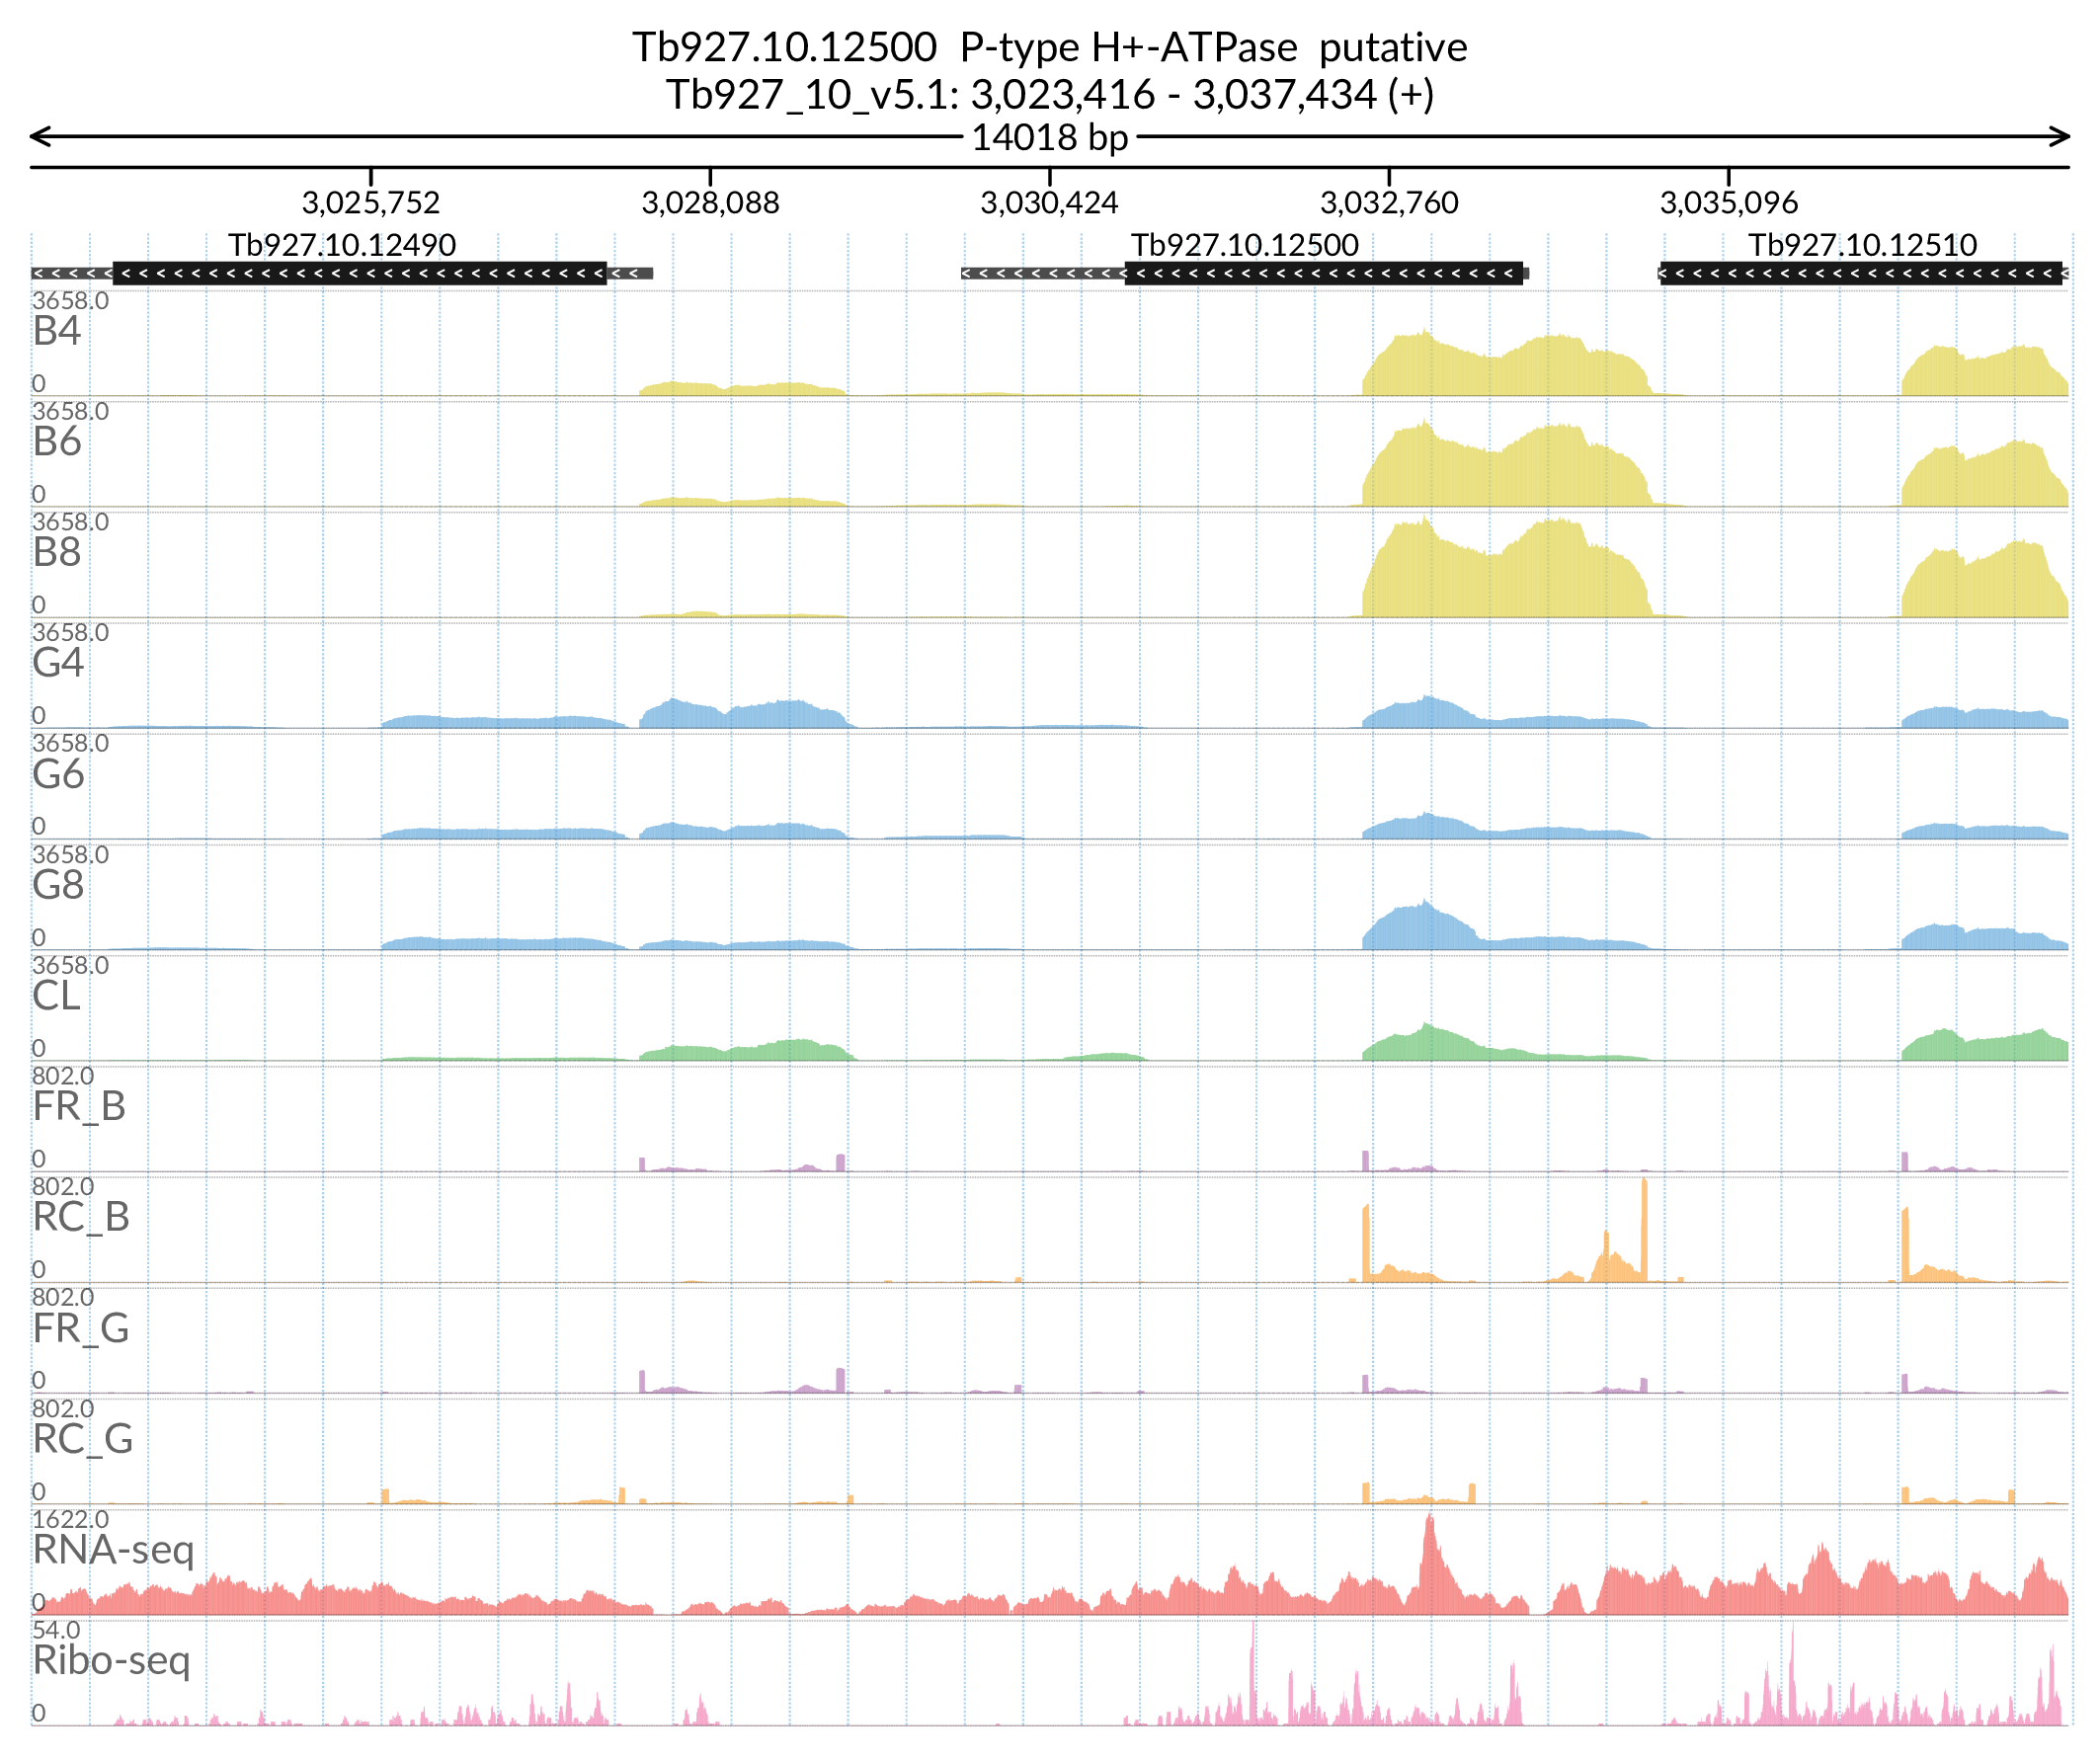 Tb927.10.12500  P-type H+-ATPase  putative
Tb927_10_v5.1: 3,023,416 - 3,037,434 (+)
14018 bp
3,025,752 3,028,088 3,030,424 3,032,760 3,035,096
Tb927.10.12490 Tb927.10.12500 Tb927.10.12510
3658.0
B4
0
3658.0
B6
0
3658.0
B8
0
3658.0
G4
0
3658.0
G6
0
3658.0
G8
0
3658.0
CL
0
802.0
FR_B
0
802.0
RC_B
0
802.0
FR_G
0
802.0
RC_G
0
1622.0
RNA-seq
0
54.0
Ribo-seq
0